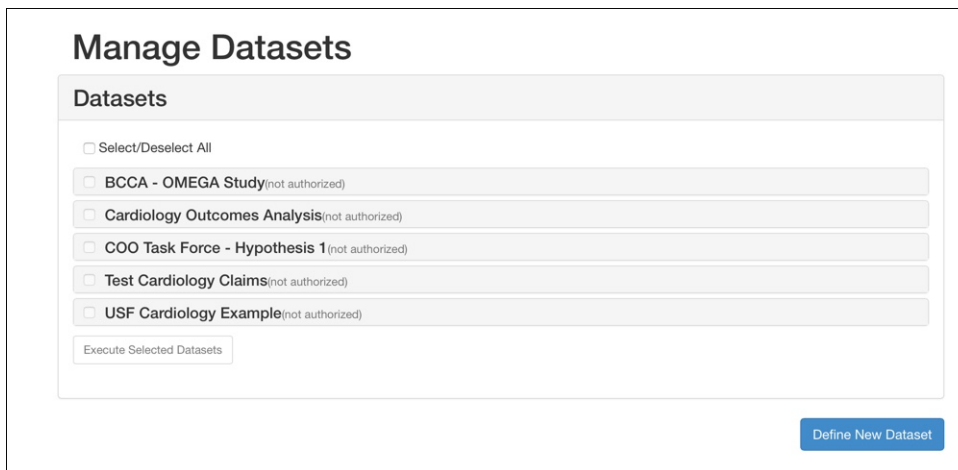 Manage Datasets
Datasets
Select/Deselect All
BCCA - OMEGA Study(not authorized)
Cardiology Outcomes Analysis(not authorized)
COO Task Force - Hypothesis 1(not authorized)
Test Cardiology Claims(not authorized)
USF Cardiology Example(not authorized)
Execute Selected Datasets
Define New Dataset